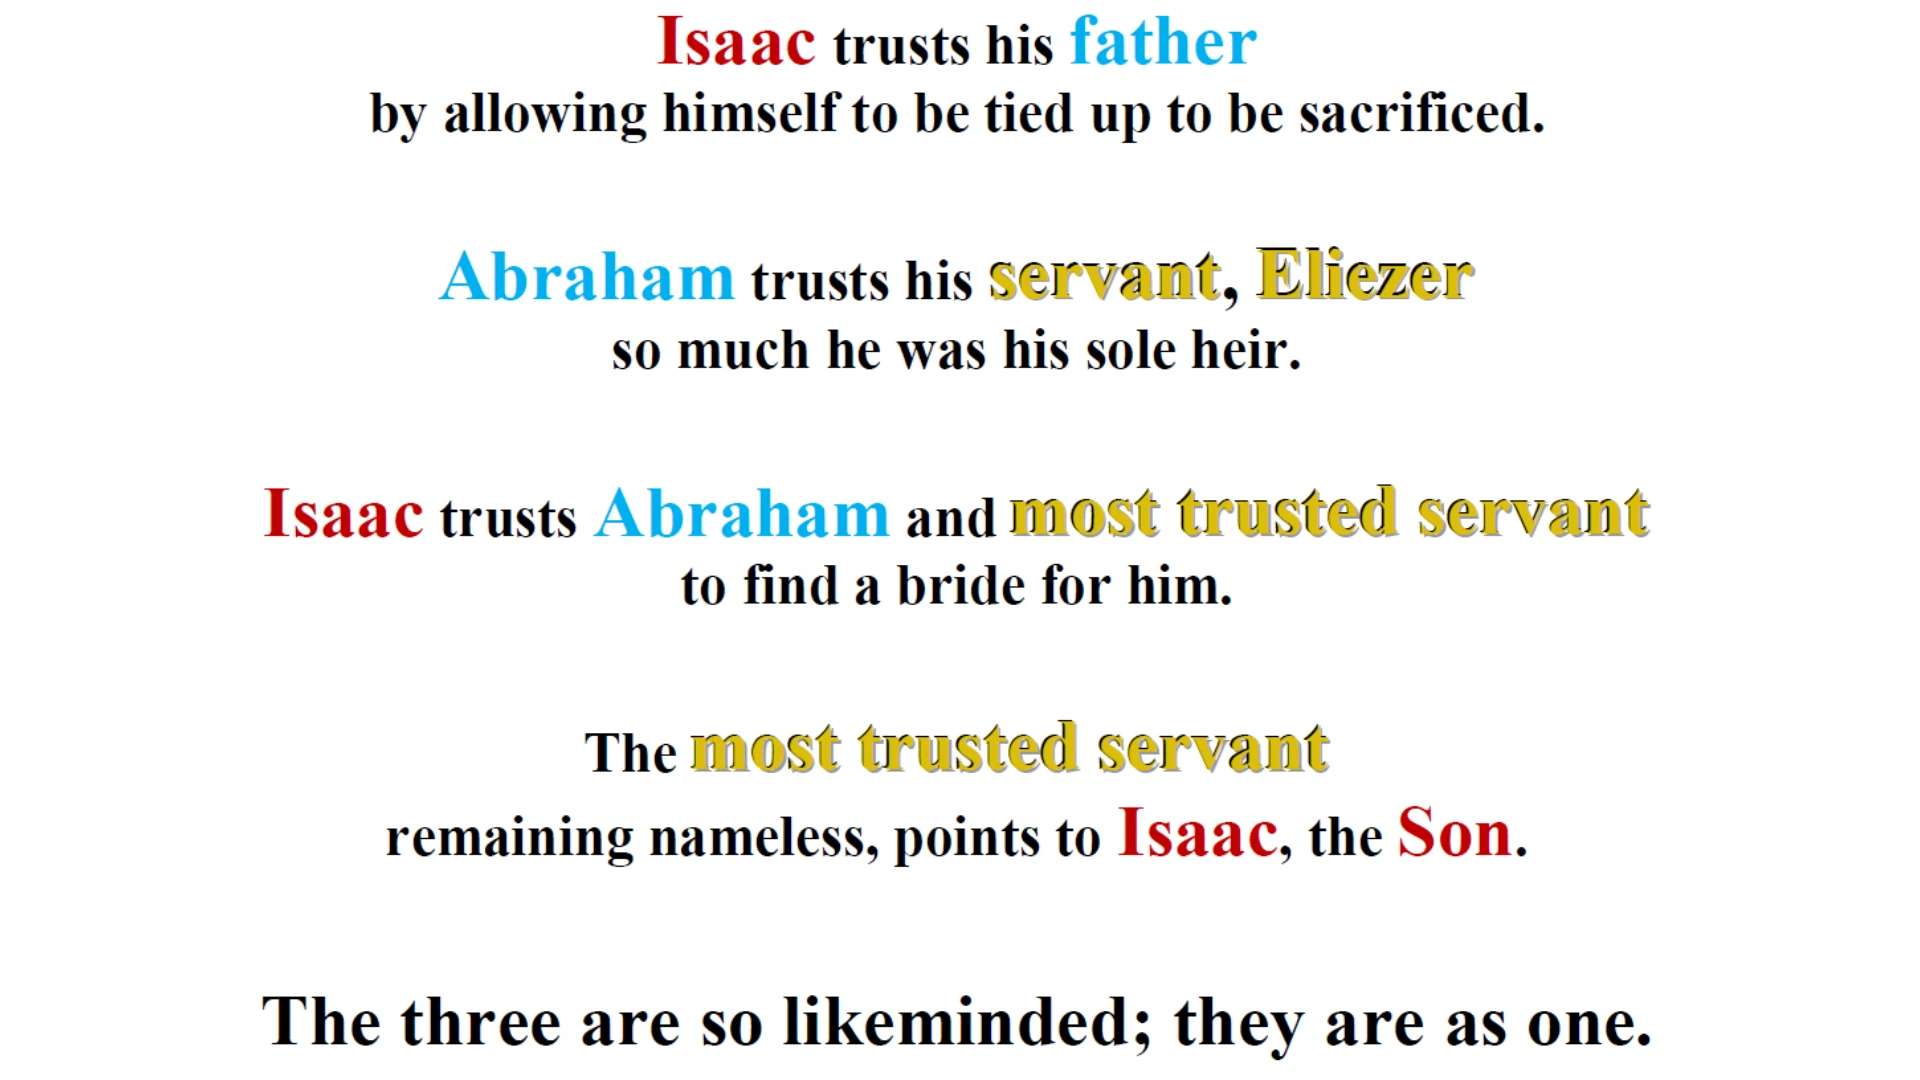 Isaac trusts his father
by allowing himself to be tied up to be sacrificed.
Abraham trusts his servant, Eliezer
so much he was his sole heir.
Isaac trusts Abraham and most trusted servant
to find a bride for him.
The most trusted servant
remaining nameless, points to Isaac, the Son.
The three are so likeminded; they are as one.